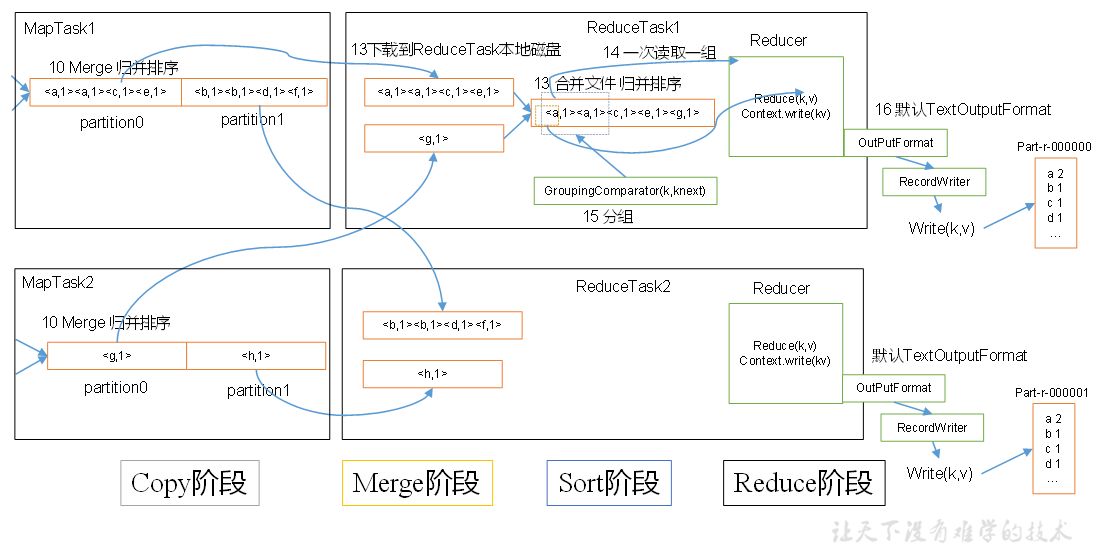 MapTask1
10 Merge 归并排序
<a,1><a,1><c,1><e,1>
<b,1><b,1><d,1><f,1>
partition0
partition1
ReduceTask1
13下载到ReduceTask本地磁盘
14 一次读取一组
Reducer
<a,1><a,1><c,1><e,1>
13 合并文件 归并排序
<a,1><a,1><c,1><e,1><g,1>
<g,1>
Reduce(k,v)
Context.write(kv)
GroupingComparator(k,knext)
15 分组
16 默认TextOutputFormat
OutPutFormat
RecordWriter
Write(k,v)
Part-r-000000
a 2
b 1
c 1
d 1
...
MapTask2
10 Merge 归并排序
<g,1>
<h,1>
partition0
partition1
ReduceTask2
Reducer
<b,1><b,1><d,1><f,1>
<h,1>
Reduce(k,v)
Context.write(kv)
默认TextOutputFormat
OutPutFormat
RecordWriter
Write(k,v)
Part-r-000001
a 2
b 1
c 1
d 1
...
Copy阶段
Merge阶段
Sort阶段
Reduce阶段
让天下没有难学的技术